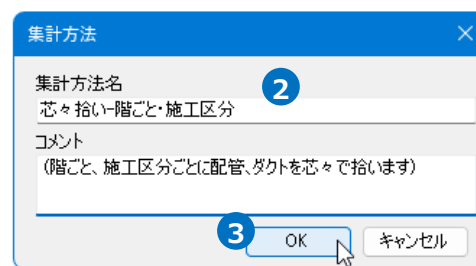 集計方法
集計方法名
2
芯々拾い-階ごと・施工区分
コメント
(階ごと、施工区分ごとに配管、ダクトを芯々で拾います)
3
OK
キャンセル